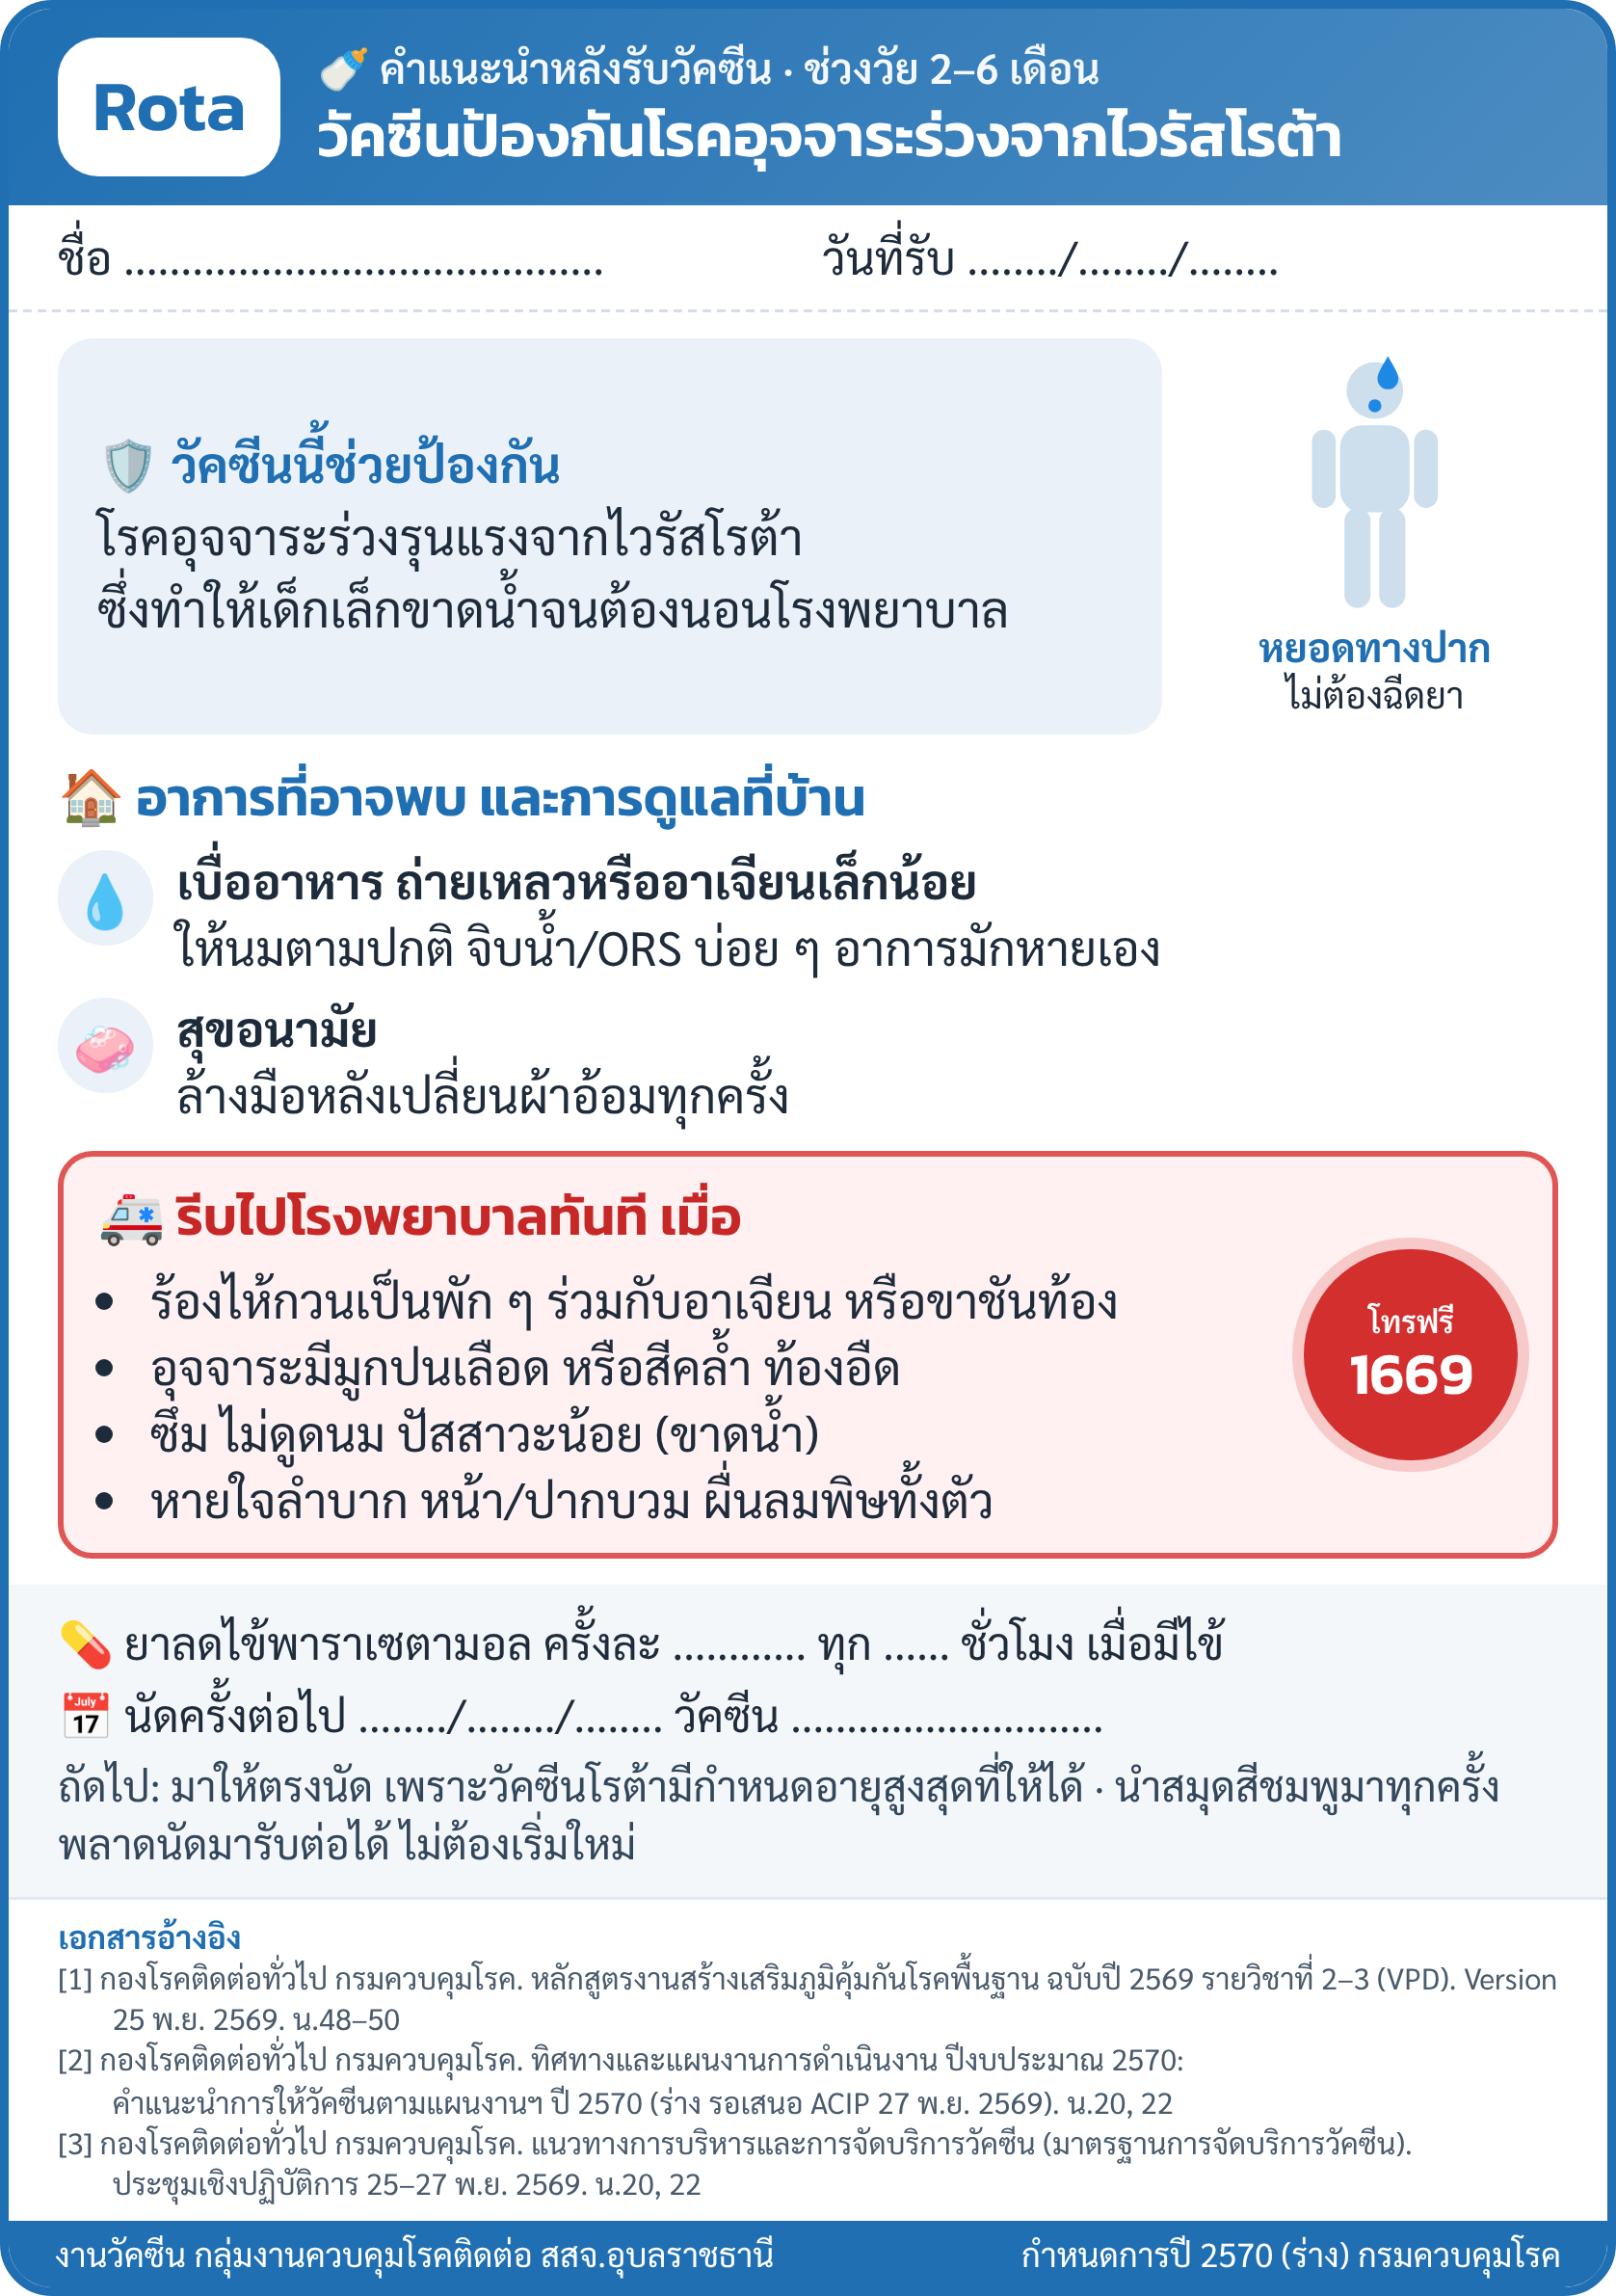 Rota
🍼 คำแนะนำหลังรับวัคซีน · ช่วงวัย 2–6 เดือน
วัคซีนป้องกันโรคอุจจาระร่วงจากไวรัสโรต้า
ชื่อ ........................................... วันที่รับ ......../......../........
🛡️ วัคซีนนี้ช่วยป้องกัน
โรคอุจจาระร่วงรุนแรงจากไวรัสโรต้า
ซึ่งทำให้เด็กเล็กขาดน้ำจนต้องนอนโรงพยาบาล
หยอดทางปาก
ไม่ต้องฉีดยา
🏠 อาการที่อาจพบ และการดูแลที่บ้าน
💧 เบื่ออาหาร ถ่ายเหลวหรืออาเจียนเล็กน้อย
ให้นมตามปกติ จิบน้ำ/ORS บ่อย ๆ อาการมักหายเอง
🧼 สุขอนามัย
ล้างมือหลังเปลี่ยนผ้าอ้อมทุกครั้ง
🚑 รีบไปโรงพยาบาลทันที เมื่อ
• ร้องไห้กวนเป็นพัก ๆ ร่วมกับอาเจียน หรือขาชันท้อง
• อุจจาระมีมูกปนเลือด หรือสีคล้ำ ท้องอืด
• ซึม ไม่ดูดนม ปัสสาวะน้อย (ขาดน้ำ)
• หายใจลำบาก หน้า/ปากบวม ผื่นลมพิษทั้งตัว
โทรฟรี
1669
💊 ยาลดไข้พาราเซตามอล ครั้งละ ............ ทุก ...... ชั่วโมง เมื่อมีไข้
📅 นัดครั้งต่อไป ......../......../........ วัคซีน ............................
ถัดไป: มาให้ตรงนัด เพราะวัคซีนโรต้ามีกำหนดอายุสูงสุดที่ให้ได้ · นำสมุดสีชมพูมาทุกครั้ง
พลาดนัดมารับต่อได้ ไม่ต้องเริ่มใหม่
เอกสารอ้างอิง
[1] กองโรคติดต่อทั่วไป กรมควบคุมโรค. หลักสูตรงานสร้างเสริมภูมิคุ้มกันโรคพื้นฐาน ฉบับปี 2569 รายวิชาที่ 2–3 (VPD). Version
25 พ.ย. 2569. น.48–50
[2] กองโรคติดต่อทั่วไป กรมควบคุมโรค. ทิศทางและแผนงานการดำเนินงาน ปีงบประมาณ 2570:
คำแนะนำการให้วัคซีนตามแผนงานฯ ปี 2570 (ร่าง รอเสนอ ACIP 27 พ.ย. 2569). น.20, 22
[3] กองโรคติดต่อทั่วไป กรมควบคุมโรค. แนวทางการบริหารและการจัดบริการวัคซีน (มาตรฐานการจัดบริการวัคซีน).
ประชุมเชิงปฏิบัติการ 25–27 พ.ย. 2569. น.20, 22
งานวัคซีน กลุ่มงานควบคุมโรคติดต่อ สสจ.อุบลราชธานี
กำหนดการปี 2570 (ร่าง) กรมควบคุมโรค